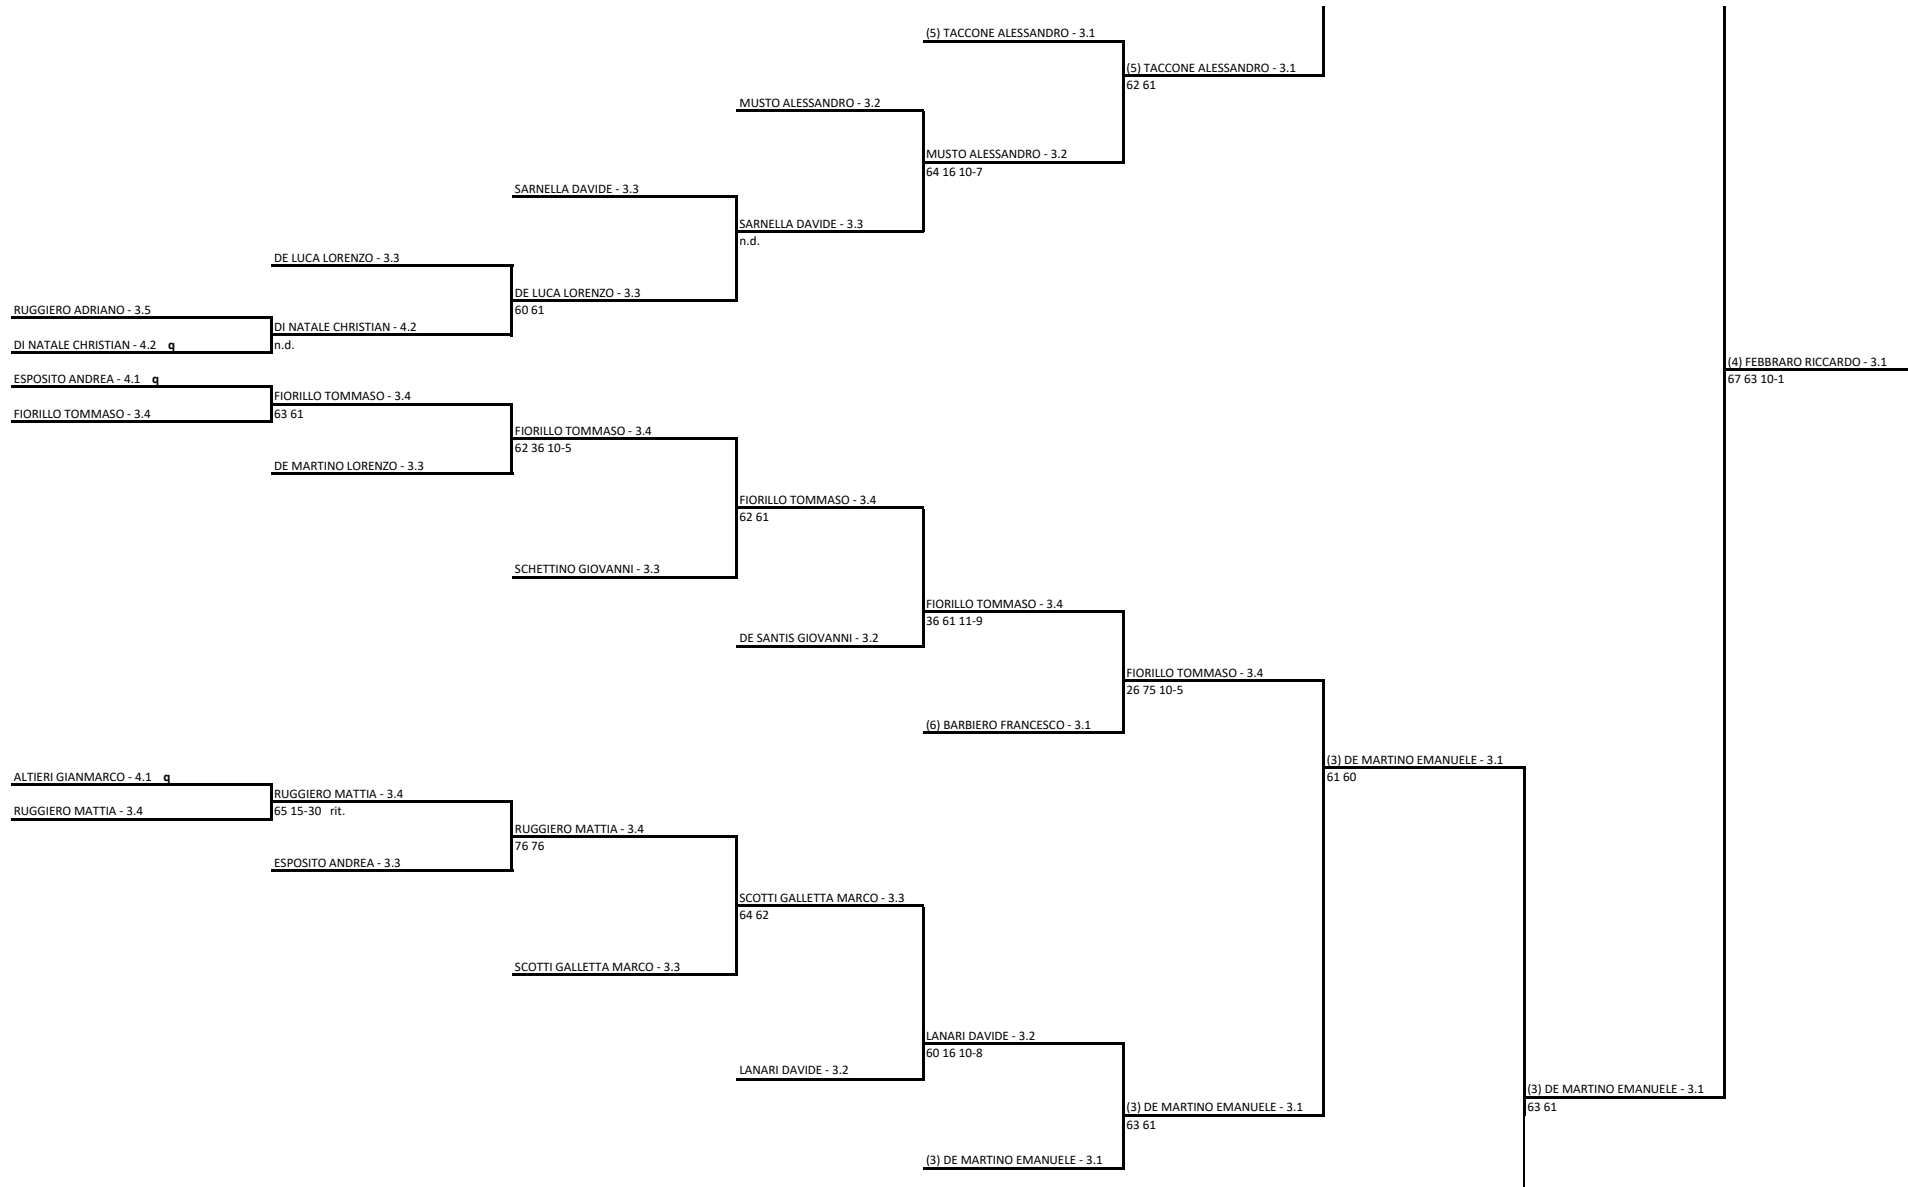 (5) TACCONE ALESSANDRO - 3.1
(5) TACCONE ALESSANDRO - 3.1
62 61
MUSTO ALESSANDRO - 3.2
MUSTO ALESSANDRO - 3.2
64 16 10-7
SARNELLA DAVIDE - 3.3
SARNELLA DAVIDE - 3.3
n.d.
DE LUCA LORENZO - 3.3
DE LUCA LORENZO - 3.3
60 61
RUGGIERO ADRIANO - 3.5
DI NATALE CHRISTIAN - 4.2
n.d.
DI NATALE CHRISTIAN - 4.2 q
(4) FEBBRARO RICCARDO - 3.1
67 63 10-1
ESPOSITO ANDREA - 4.1 q
FIORILLO TOMMASO - 3.4
63 61
FIORILLO TOMMASO - 3.4
FIORILLO TOMMASO - 3.4
62 36 10-5
DE MARTINO LORENZO - 3.3
FIORILLO TOMMASO - 3.4
62 61
SCHETTINO GIOVANNI - 3.3
FIORILLO TOMMASO - 3.4
36 61 11-9
DE SANTIS GIOVANNI - 3.2
FIORILLO TOMMASO - 3.4
26 75 10-5
(6) BARBIERO FRANCESCO - 3.1
(3) DE MARTINO EMANUELE - 3.1
61 60
ALTIERI GIANMARCO - 4.1 q
RUGGIERO MATTIA - 3.4
65 15-30 rit.
RUGGIERO MATTIA - 3.4
RUGGIERO MATTIA - 3.4
76 76
ESPOSITO ANDREA - 3.3
SCOTTI GALLETTA MARCO - 3.3
64 62
SCOTTI GALLETTA MARCO - 3.3
LANARI DAVIDE - 3.2
60 16 10-8
LANARI DAVIDE - 3.2
(3) DE MARTINO EMANUELE - 3.1
63 61
(3) DE MARTINO EMANUELE - 3.1
63 61
(3) DE MARTINO EMANUELE - 3.1